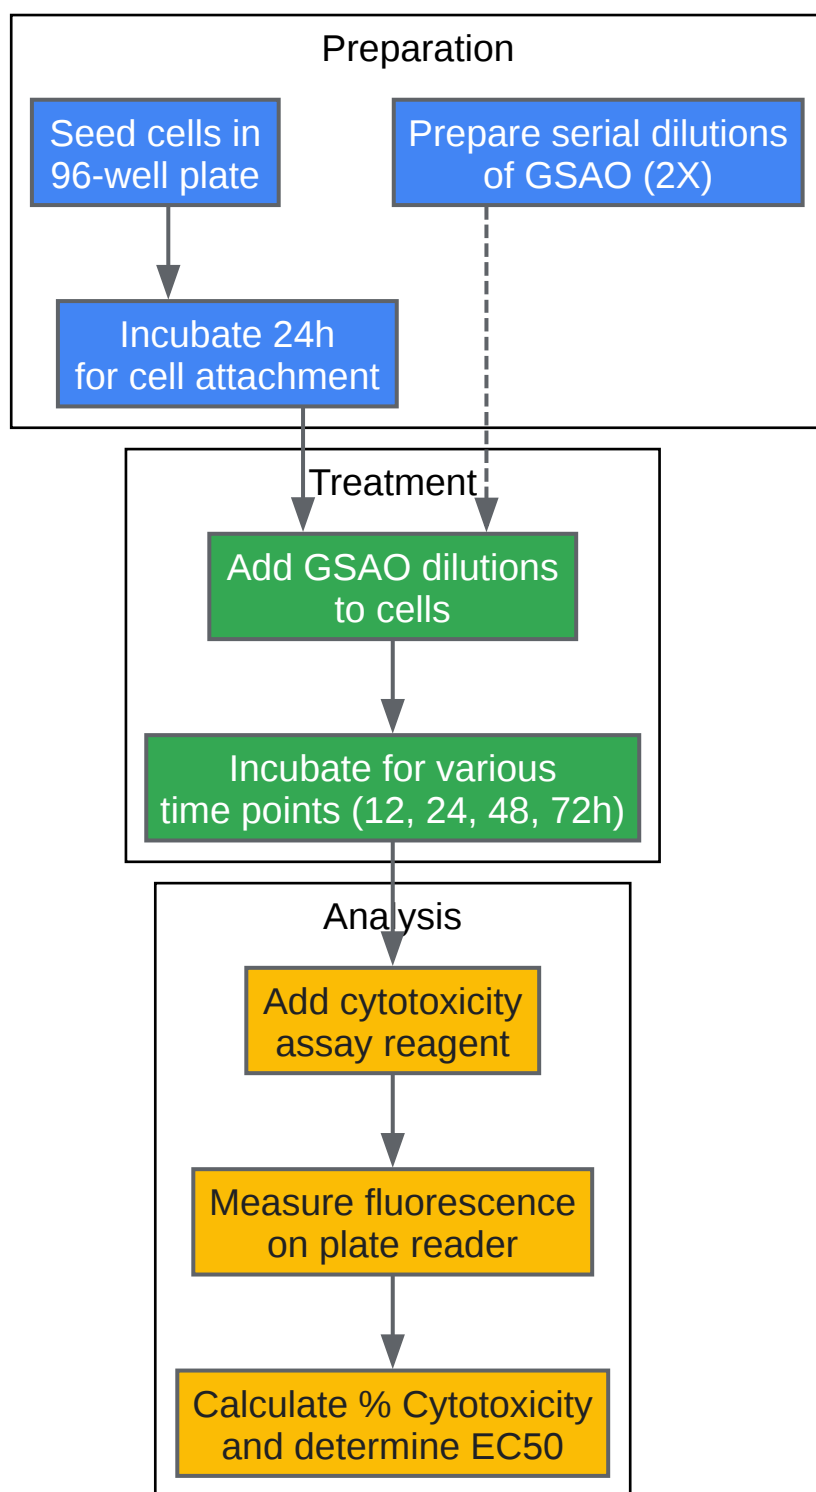 Preparation
Seed cells in
96-well plate
Prepare serial dilutions
of GSAO (2X)
Incubate 24h
for cell attachment
Treatment
Add GSAO dilutions
to cells
Incubate for various
time points (12, 24, 48, 72h)
Analysis
Add cytotoxicity
assay reagent
Measure fluorescence
on plate reader
Calculate % Cytotoxicity
and determine EC50